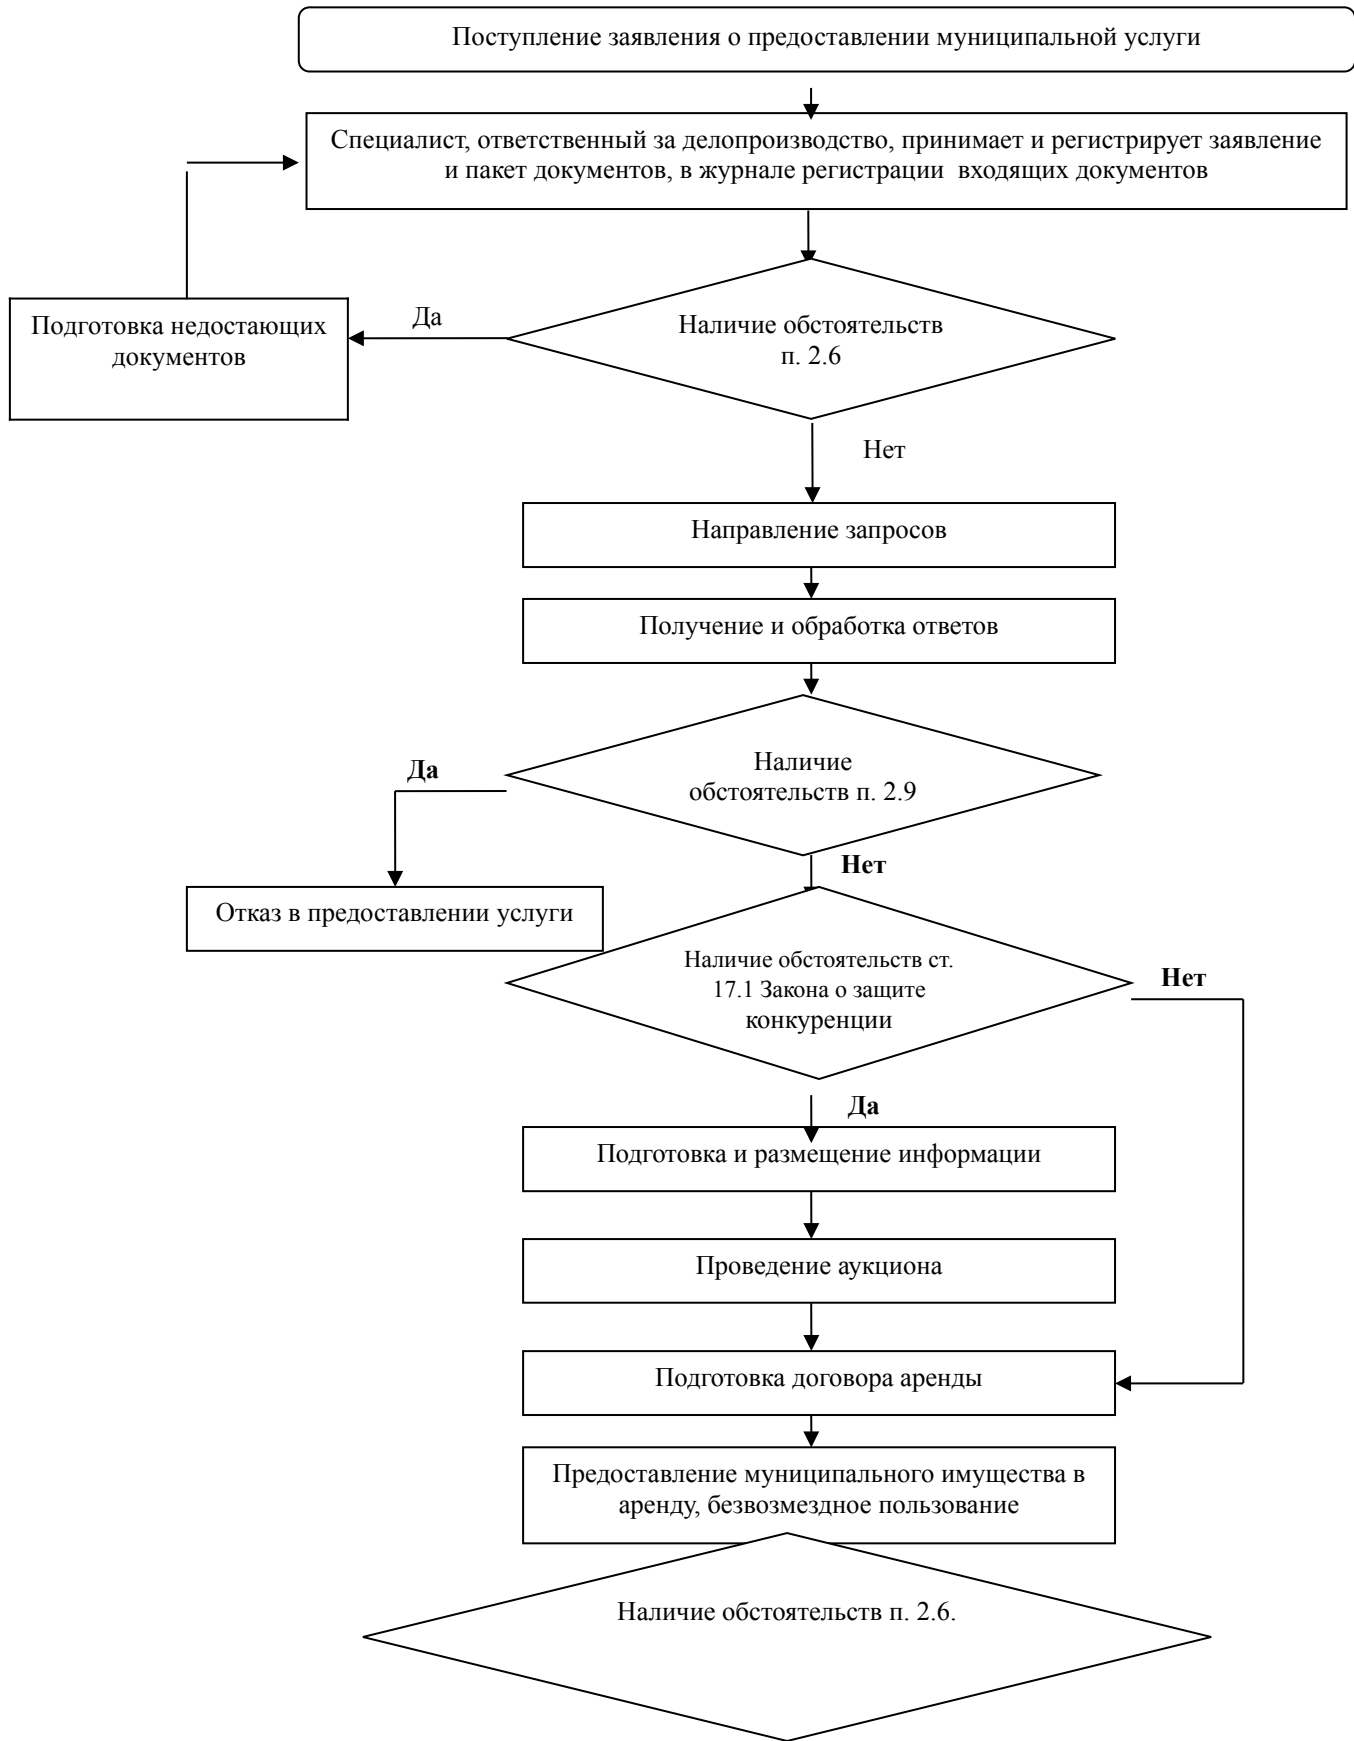 Поступление заявления о предоставлении муниципальной услуги
Специалист, ответственный за делопроизводство, принимает и регистрирует заявление
и пакет документов, в журнале регистрации  входящих документов
Подготовка недостающих
документов
Да
Наличие обстоятельств
п. 2.6
Нет
Направление запросов
Получение и обработка ответов
Да
Наличие
обстоятельств п. 2.9
Нет
Отказ в предоставлении услуги
Наличие обстоятельств ст.
17.1 Закона о защите
конкуренции
Нет
Да
Подготовка и размещение информации
Проведение аукциона
Подготовка договора аренды
Предоставление муниципального имущества в
аренду, безвозмездное пользование
Наличие обстоятельств п. 2.6.